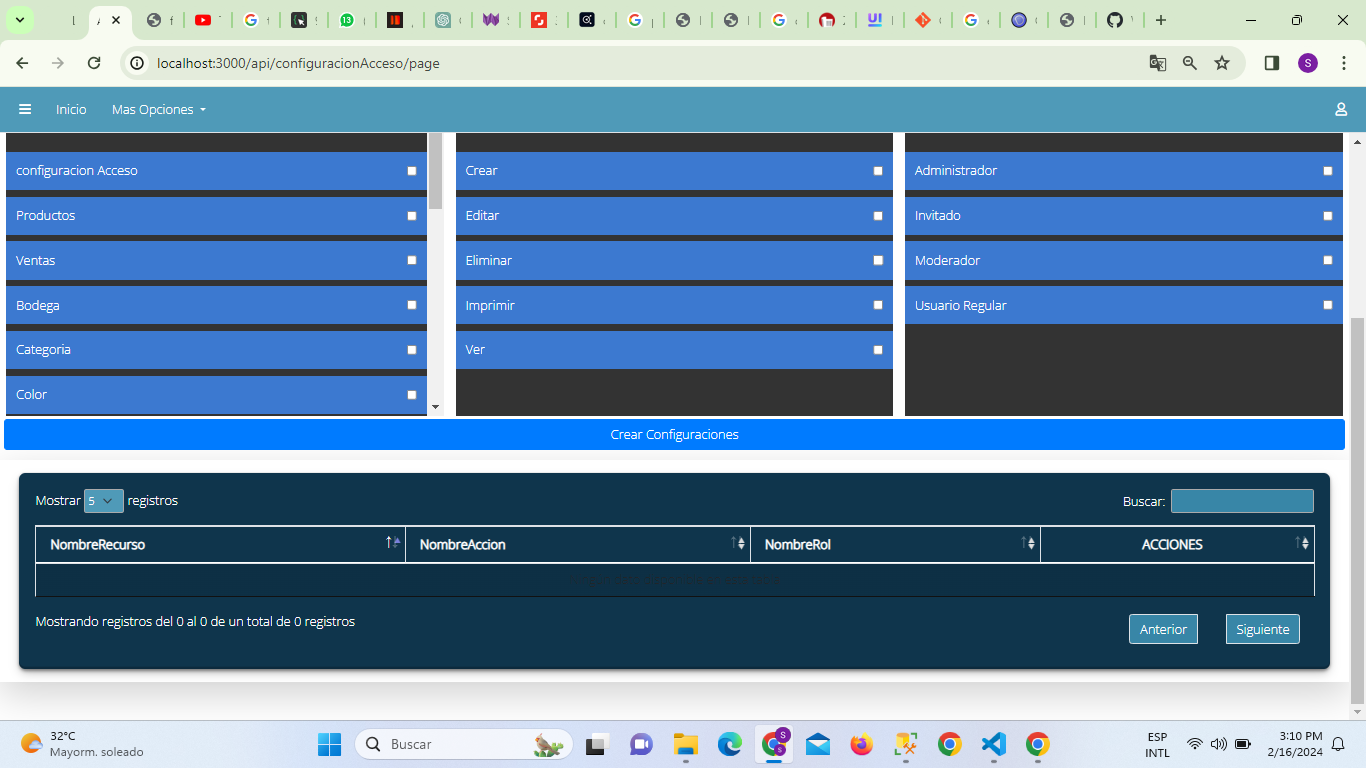 localhost:3000/api/configuracionAcceso/page
Inicio
Mas Opciones
configuracion Acceso
Productos
Ventas
Bodega
Categoria
Color
Crear
Editar
Eliminar
Imprimir
Ver
Administrador
Invitado
Moderador
Usuario Regular
Crear Configuraciones
Mostrar 5 registros
Buscar:
NombreRecurso NombreAccion NombreRol ACCIONES
Mostrando registros del 0 al 0 de un total de 0 registros
Anterior
Siguiente
32°C
Mayorm. soleado
Buscar
ESP
INTL
3:10 PM
2/16/2024